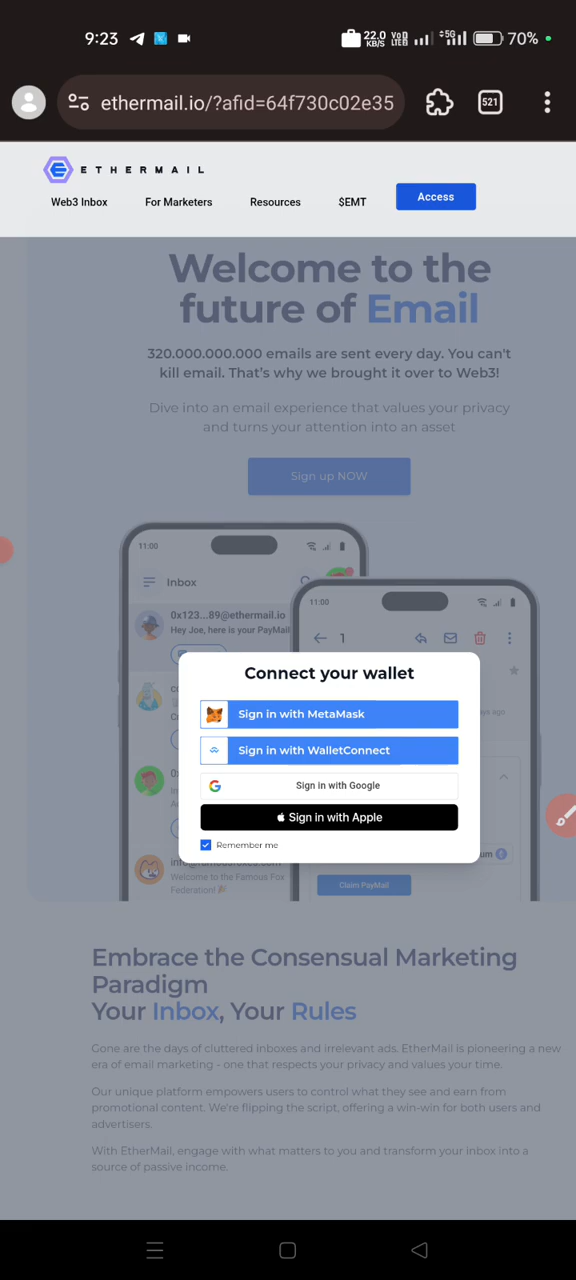 9:23
22.0 KB/S
VoD LTE
5G
70%
ethermail.io/?afid=64f730c02e35
521
ETHERMAIL
Web3 Inbox For Marketers Resources $EMT Access
Welcome to the
future of Email
320.000.000.000 emails are sent every day. You can't
kill email. That's why we brought it over to Web3!
Dive into an email experience that values your privacy
and turns your attention into an asset
Sign up NOW
11:00
Inbox
0x123...89@ethermail.io
Hey Joe, here is your PayMail
11:00
1
ys ago
Connect your wallet
Sign in with MetaMask
Sign in with WalletConnect
Sign in with Google
Sign in with Apple
Remember me
um
Welcome to the Famous Fox
Federation!
Claim PayMail
Embrace the Consensual Marketing
Paradigm
Your Inbox, Your Rules
Gone are the days of cluttered inboxes and irrelevant ads. EtherMail is pioneering a new
era of email marketing - one that respects your privacy and values your time.
Our unique platform empowers users to control what they see and earn from
promotional content. We're flipping the script, offering a win-win for both users and
advertisers.
With EtherMail, engage with what matters to you and transform your inbox into a
source of passive income.